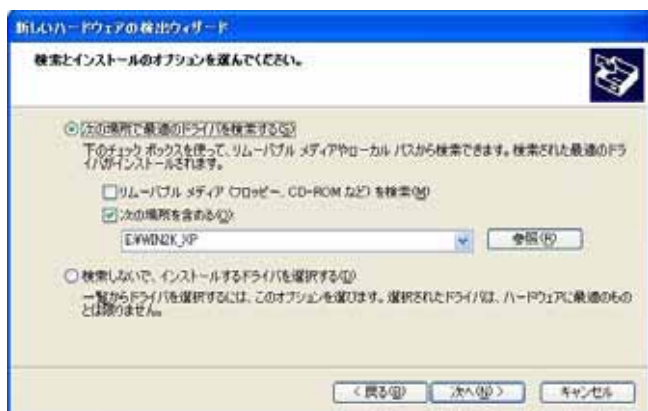 新しいハードウェアの検出ウィザード
検索とインストールのオプションを選んでください。
次の場所で最適のドライバを検索する(S)
下のチェック ボックスを使って、リムーバブル メディアやローカル パスから検索できます。検索された最適のドラ
イバがインストールされます。
リムーバブル メディア (フロッピー、CD-ROM など) を検索(M)
次の場所を含める(O):
E:¥WIN2K_XP
参照(R)
検索しないで、インストールするドライバを選択する(D)
一覧からドライバを選択するには、このオプションを選びます。選択されたドライバは、ハードウェアに最適のもの
とは限りません。
< 戻る(B)
次へ(N) >
キャンセル